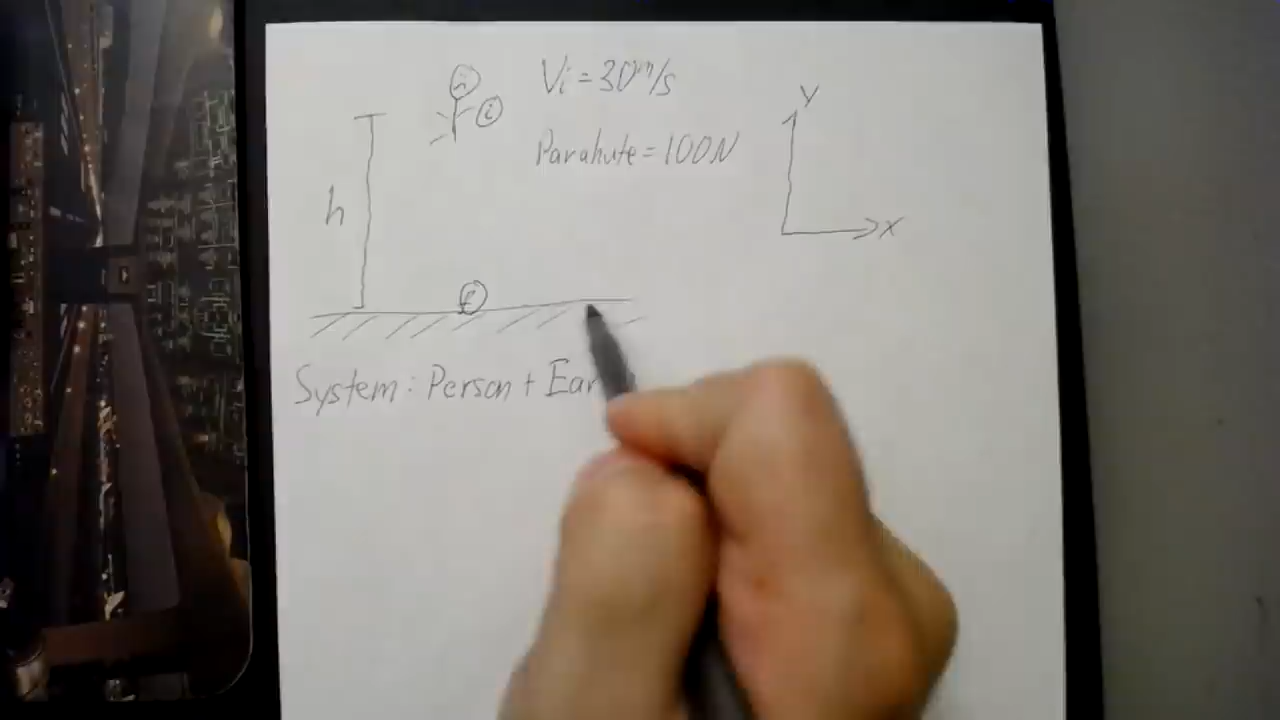 Vi = 30 m/s
i
Y
Parahute = 100N
h
X
f
System: Person + Ear